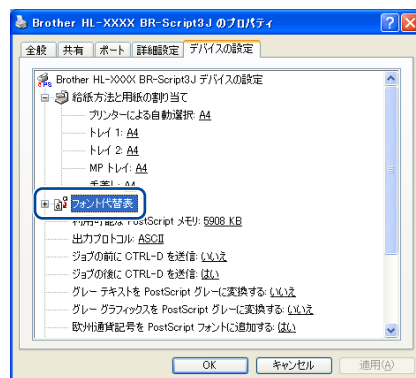 Brother HL-XXXX BR-Script3J のプロパティ
全般 共有 ポート 詳細設定 デバイスの設定
Brother HL-XXXX BR-Script3J デバイスの設定
給紙方法と用紙の割り当て
プリンターによる自動選択: A4
トレイ 1: A4
トレイ 2: A4
MP トレイ: A4
手差し: A4
フォント代替表
利用可能な PostScript メモリ: 5908 KB
出力プロトコル: ASCII
ジョブの前に CTRL-D を送信: いいえ
ジョブの後に CTRL-D を送信: はい
グレー テキストを PostScript グレーに変換する: いいえ
グレー グラフィックスを PostScript グレーに変換する: いいえ
欧州通貨記号を PostScript フォントに追加する: はい
OK キャンセル 適用(A)